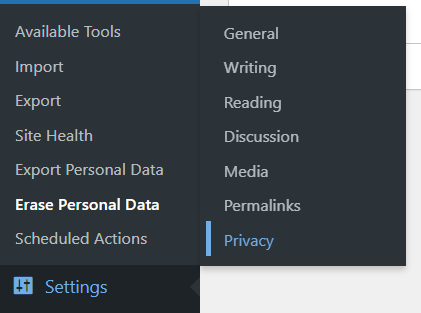 Available Tools
Import
Export
Site Health
Export Personal Data
Erase Personal Data
Scheduled Actions
Settings
General
Writing
Reading
Discussion
Media
Permalinks
Privacy